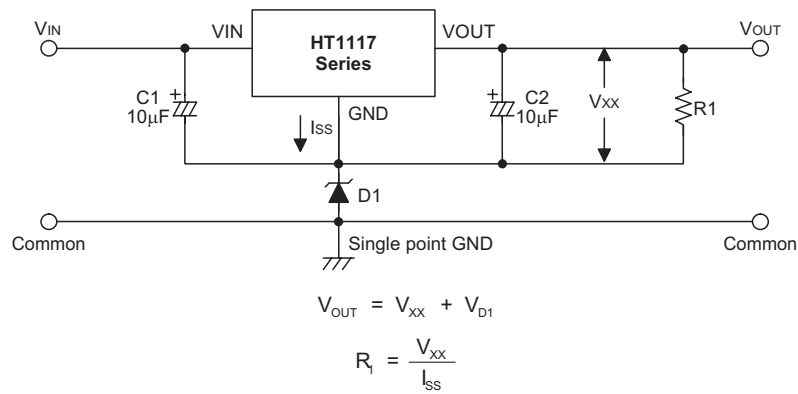 VIN
VIN
HT1117
Series
VOUT
VOUT
C1
10μF
+
ISS
GND
+
C2
10μF
VXX
R1
D1
Common
Single point GND
Common
VOUT = VXX + VD1
R1 = VXX / ISS